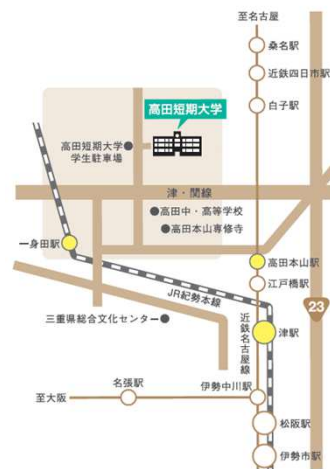 至名古屋
桑名駅
近鉄四日市駅
白子駅
高田短期大学
高田短期大学
学生駐車場
津・関線
高田中・高等学校
高田本山専修寺
一身田駅
高田本山駅
江戸橋駅
JR紀勢本線
三重県総合文化センター
近鉄名古屋線
津駅
23
名張駅
伊勢中川駅
至大阪
松阪駅
伊勢市駅